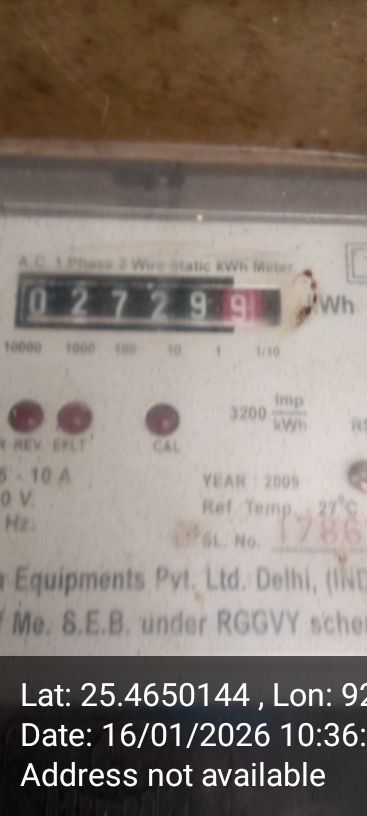 A.C. 1 Phase 2 Wire Static kWh Meter
0 2 7 2 9 9 kWh
10000 1000 100 10 1 1/10
3200 Imp/kWh
R-REV. EFLT CAL
5 - 10 A
YEAR : 2009
0 V.
Ref. Temp. : 27°C
Hz.
SL. No. 1786
Equipments Pvt. Ltd. Delhi, (IND
Me. S.E.B. under RGGVY sche
Lat: 25.4650144 , Lon: 92
Date: 16/01/2026 10:36:
Address not available